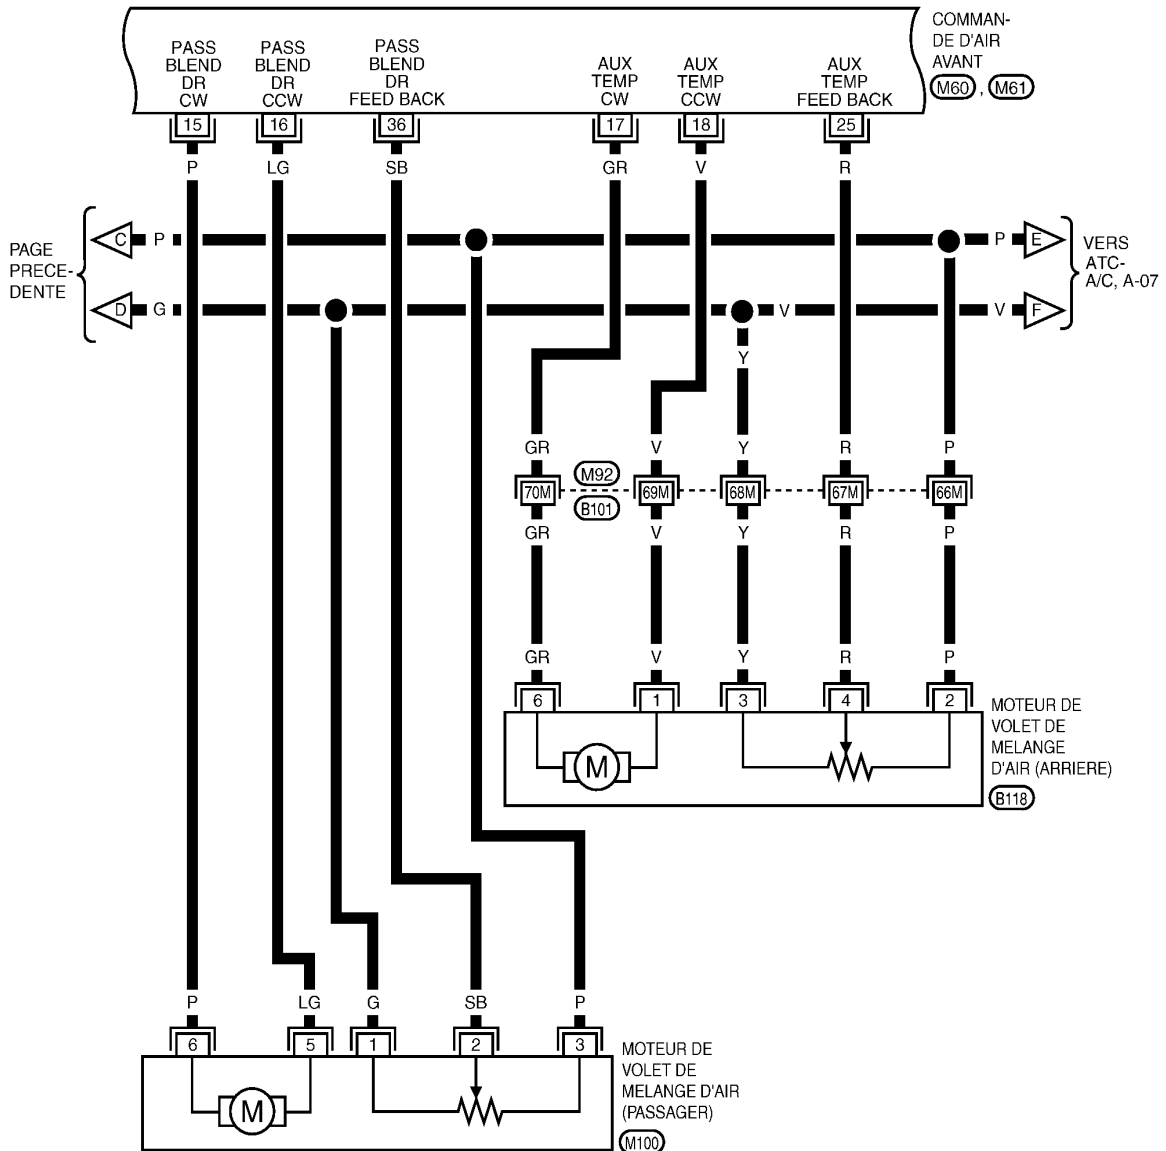 COMMAN-
DE D'AIR
AVANT
M60 , M61
PASS
BLEND
DR
CW
PASS
BLEND
DR
CCW
PASS
BLEND
DR
FEED BACK
AUX
TEMP
CW
AUX
TEMP
CCW
AUX
TEMP
FEED BACK
15 16 36 17 18 25
P LG SB GR V R
PAGE
PRECE-
DENTE
C P P E
D G V V F
VERS
ATC-
A/C, A-07
Y
GR V Y R P
M92
70M 69M 68M 67M 66M
B101
GR V Y R P
GR V Y R P
6 1 3 4 2
M
MOTEUR DE
VOLET DE
MELANGE
D'AIR (ARRIERE)
B118
P LG G SB P
6 5 1 2 3
M
MOTEUR DE
VOLET DE
MELANGE D'AIR
(PASSAGER)
M100